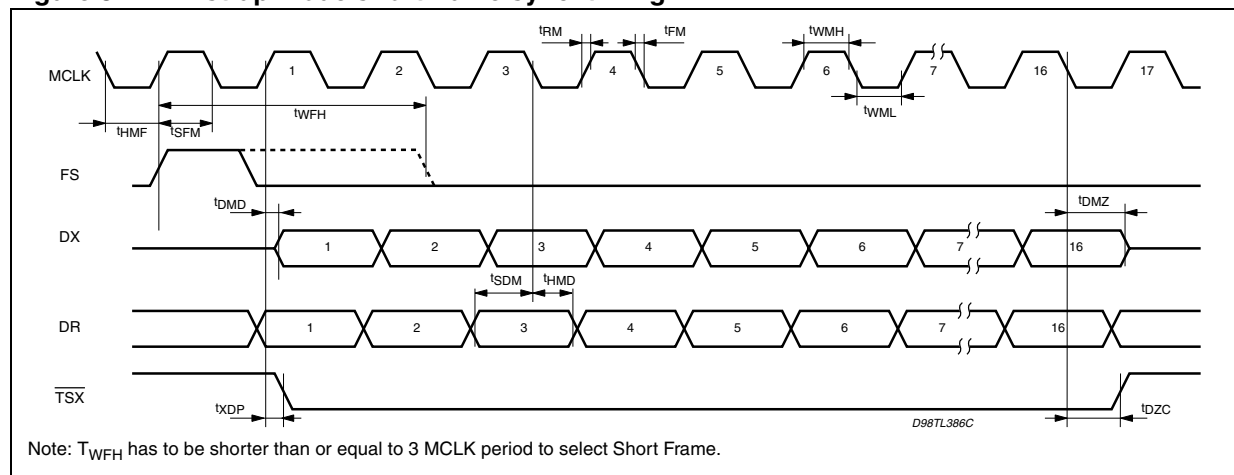 tRM tFM tWMH
MCLK 1 2 3 4 5 6 7 16 17
tWFH tWML
tHMF tSFM
FS
tDMD tDMZ
DX 1 2 3 4 5 6 7 16
tSDM tHMD
DR 1 2 3 4 5 6 7 16
TSX
tXDP tDZC
D98TL386C
Note: TWFH has to be shorter than or equal to 3 MCLK period to select Short Frame.